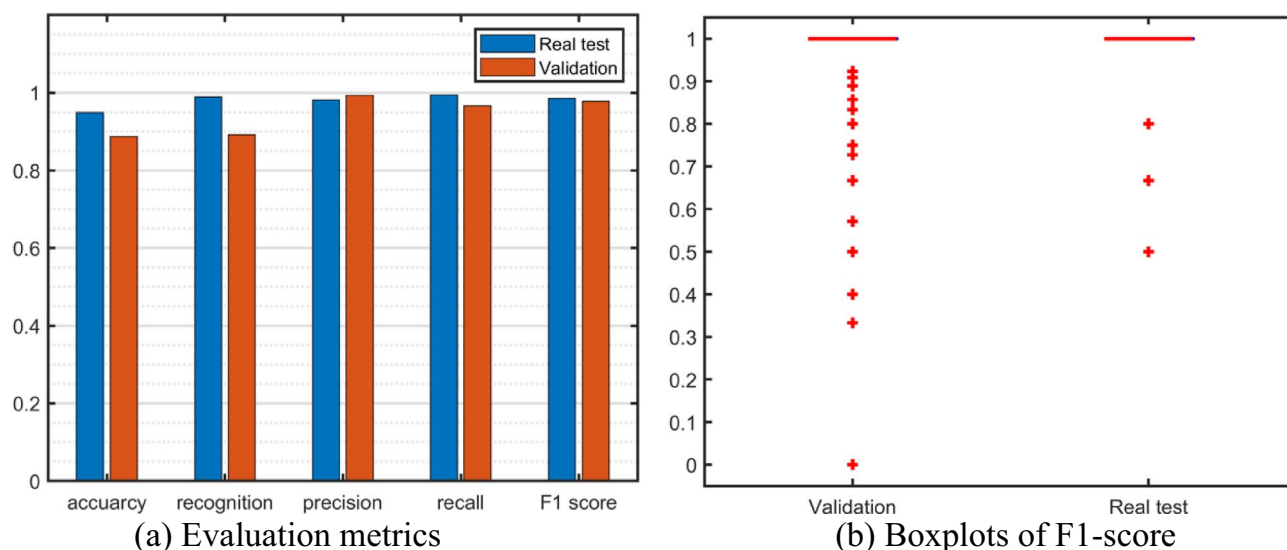 Real test
Validation
1
0.8
0.6
0.4
0.2
0
accuarcy recognition precision recall F1 score
(a) Evaluation metrics
1
0.9
0.8
0.7
0.6
0.5
0.4
0.3
0.2
0.1
0
Validation Real test
(b) Boxplots of F1-score